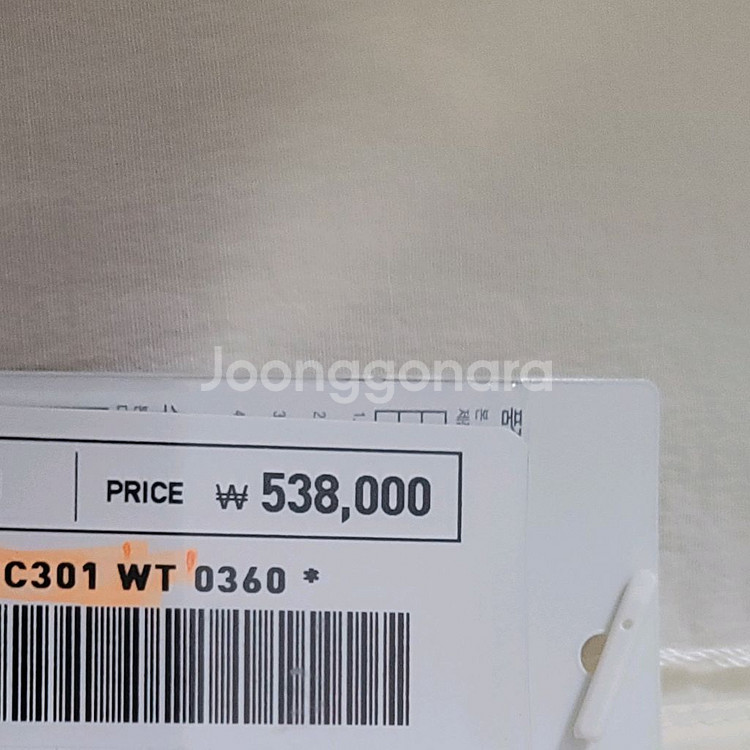 Joonggonara
PRICE ₩ 538,000
C301 WT 0360 *